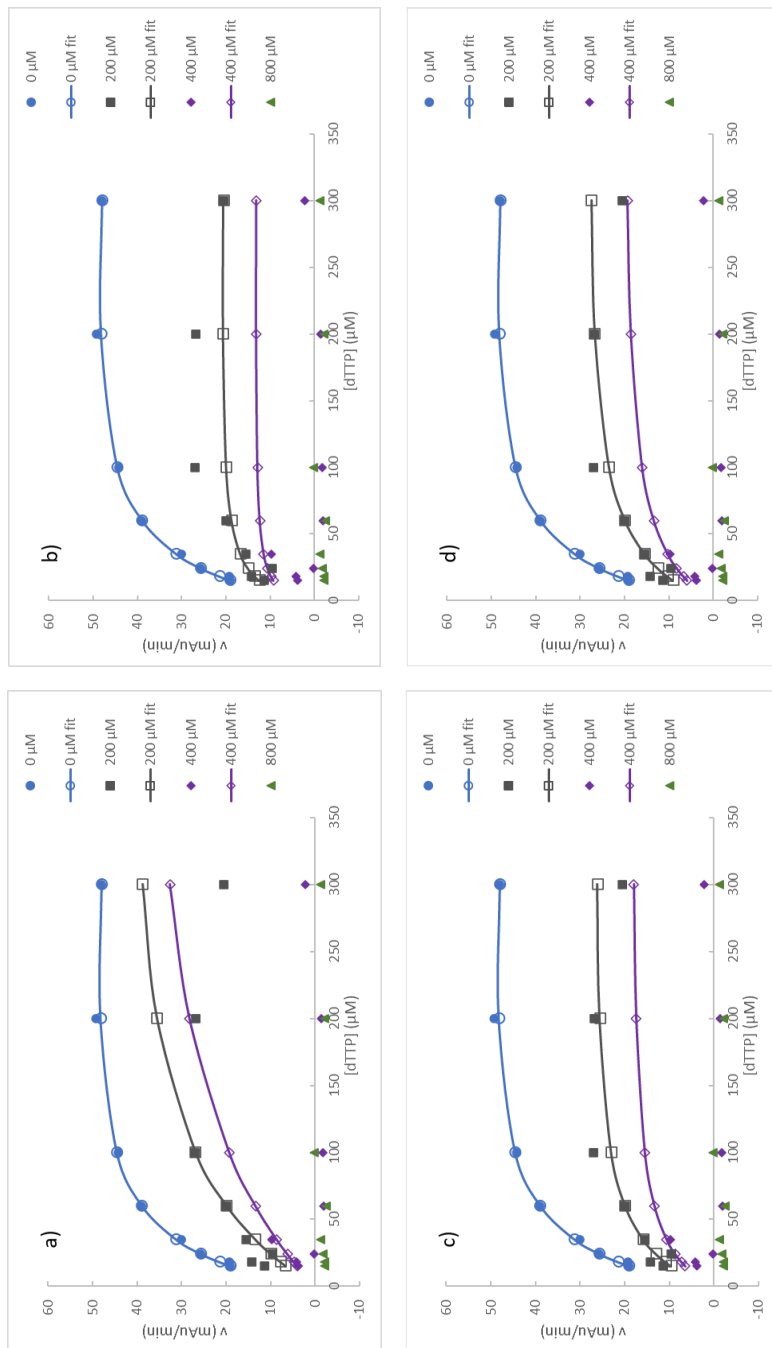 a)
v (mAu/min)
60
50
40
30
20
10
0
-10
0
50
100
150
200
250
300
350
[dTTP] (µM)
0 µM
0 µM fit
200 µM
200 µM fit
400 µM
400 µM fit
800 µM
b)
v (mAu/min)
60
50
40
30
20
10
0
-10
0
50
100
150
200
250
300
350
[dTTP] (µM)
0 µM
0 µM fit
200 µM
200 µM fit
400 µM
400 µM fit
800 µM
c)
v (mAu/min)
60
50
40
30
20
10
0
-10
0
50
100
150
200
250
300
350
[dTTP] (µM)
0 µM
0 µM fit
200 µM
200 µM fit
400 µM
400 µM fit
800 µM
d)
v (mAu/min)
60
50
40
30
20
10
0
-10
0
50
100
150
200
250
300
350
[dTTP] (µM)
0 µM
0 µM fit
200 µM
200 µM fit
400 µM
400 µM fit
800 µM